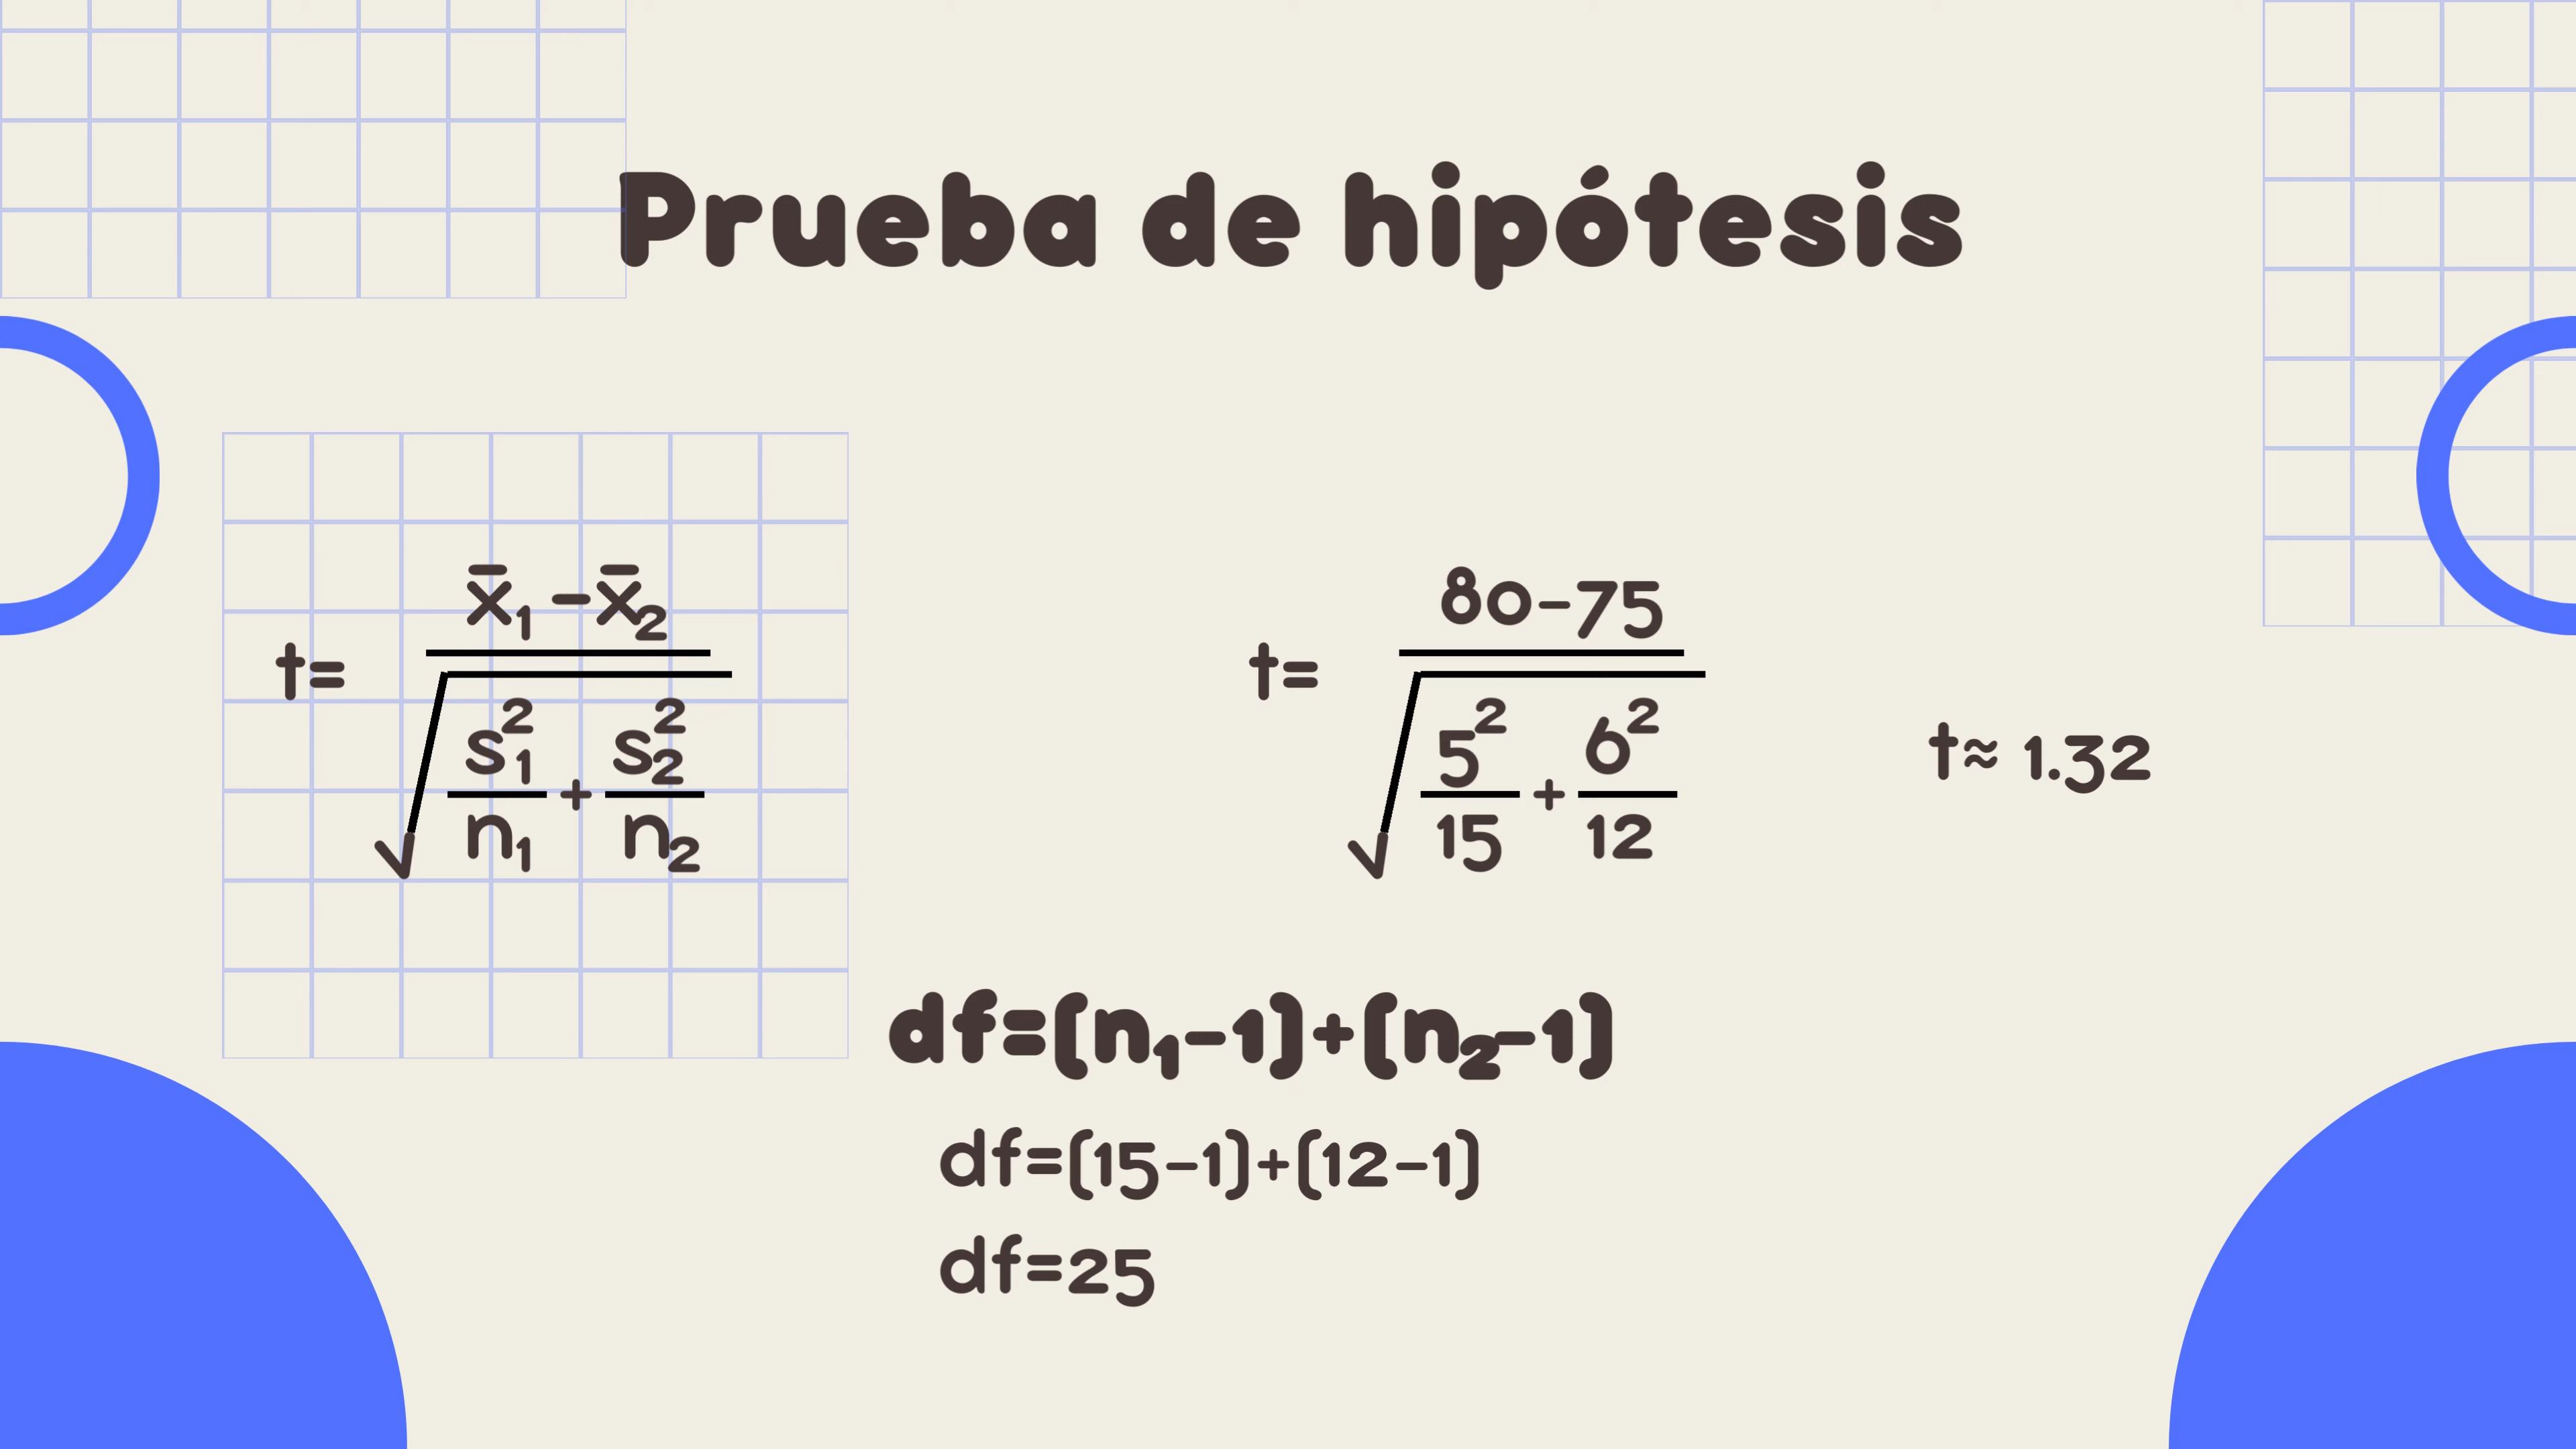 Prueba de hipótesis
t= x̄₁ – x̄₂ / √ s₁²/n₁ + s₂²/n₂
t= 80–75 / √ 5²/15 + 6²/12
t≈ 1.32
df=(n₁–1)+(n₂–1)
df=(15–1)+(12–1)
df=25